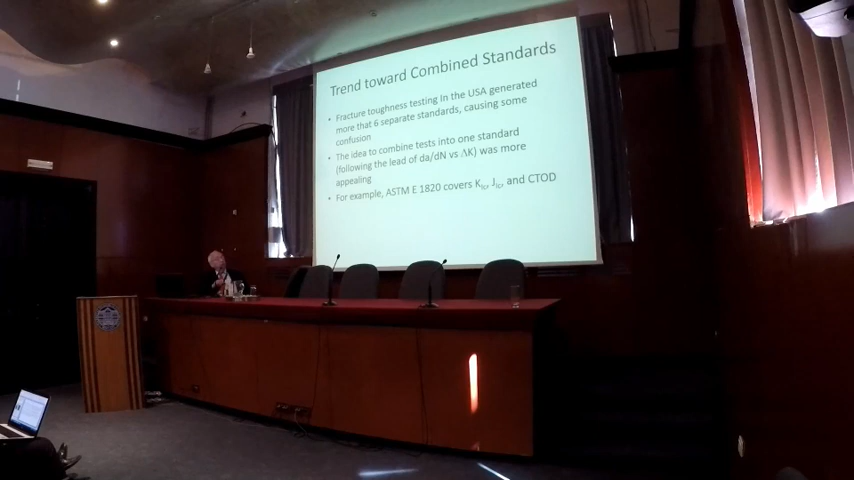 Trend toward Combined Standards
• Fracture toughness testing In the USA generated
more that 6 separate standards, causing some
confusion
• The idea to combine tests into one standard
(following the lead of da/dN vs ΔK) was more
appealing
• For example, ASTM E 1820 covers KIcr JIcr and CTOD